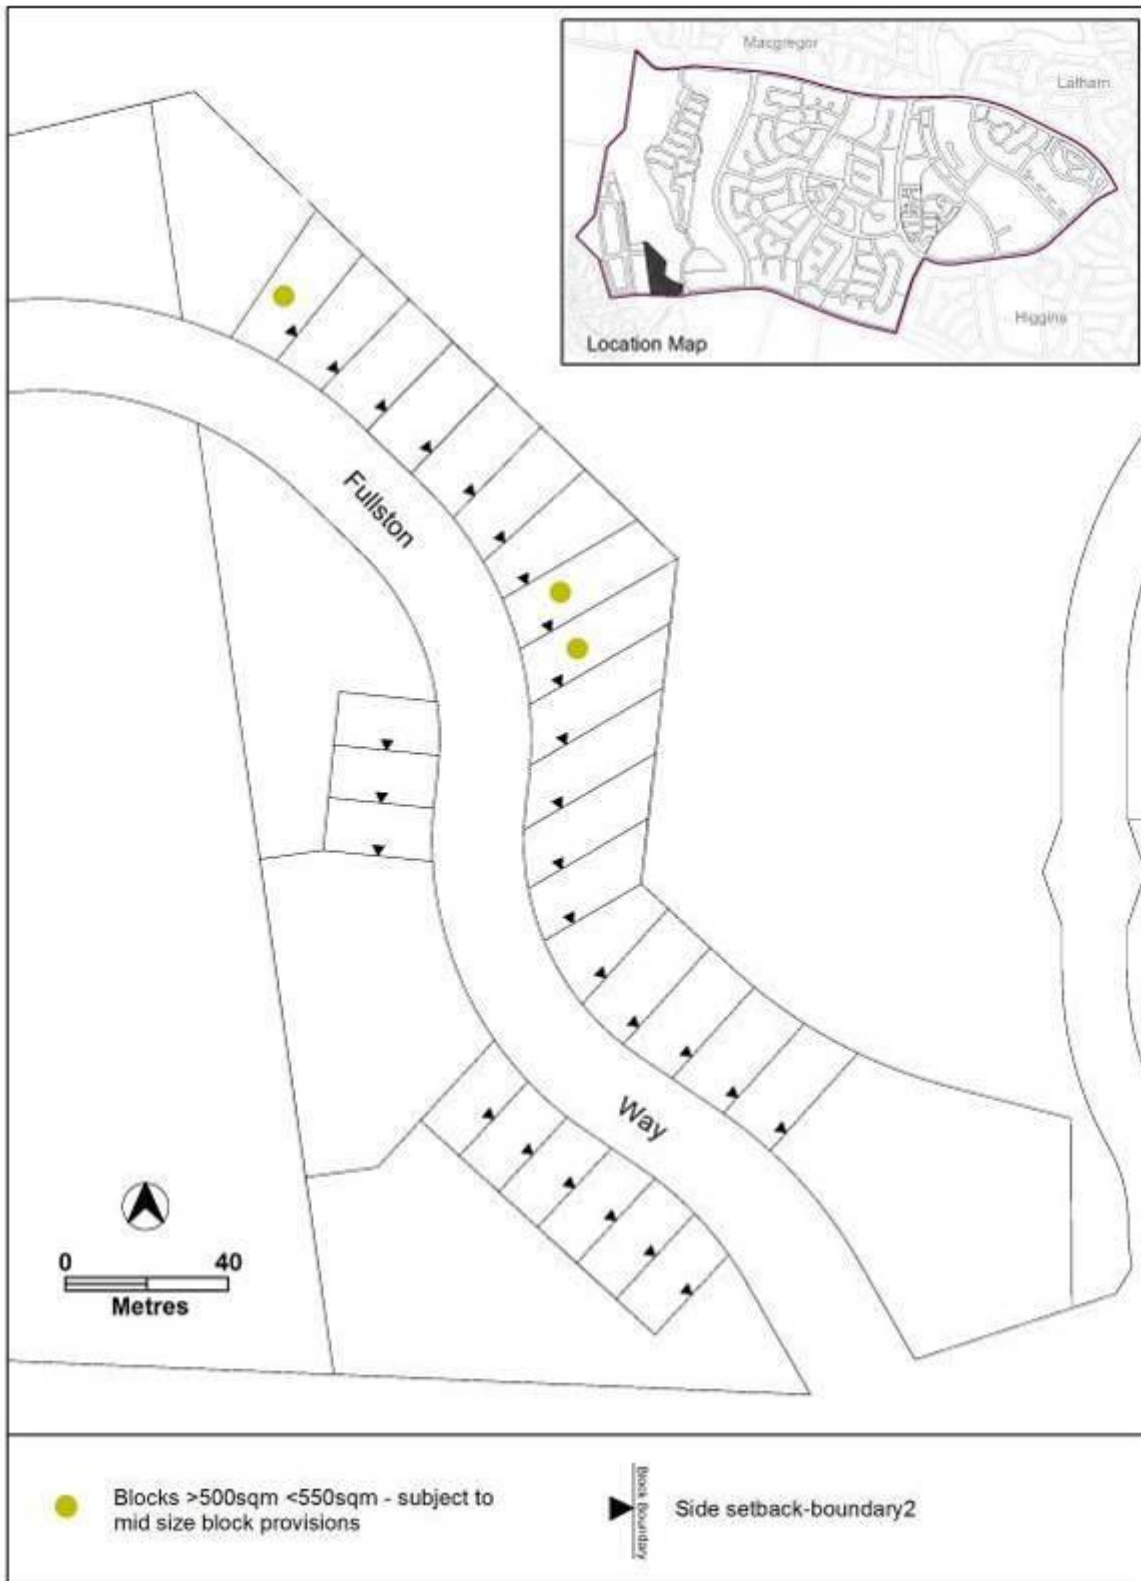 Macgregor
Latham
Higgins
Location Map
Fullston
Way
0 40
Metres
Blocks >500sqm <550sqm - subject to
mid size block provisions
Block Boundary
Side setback-boundary2